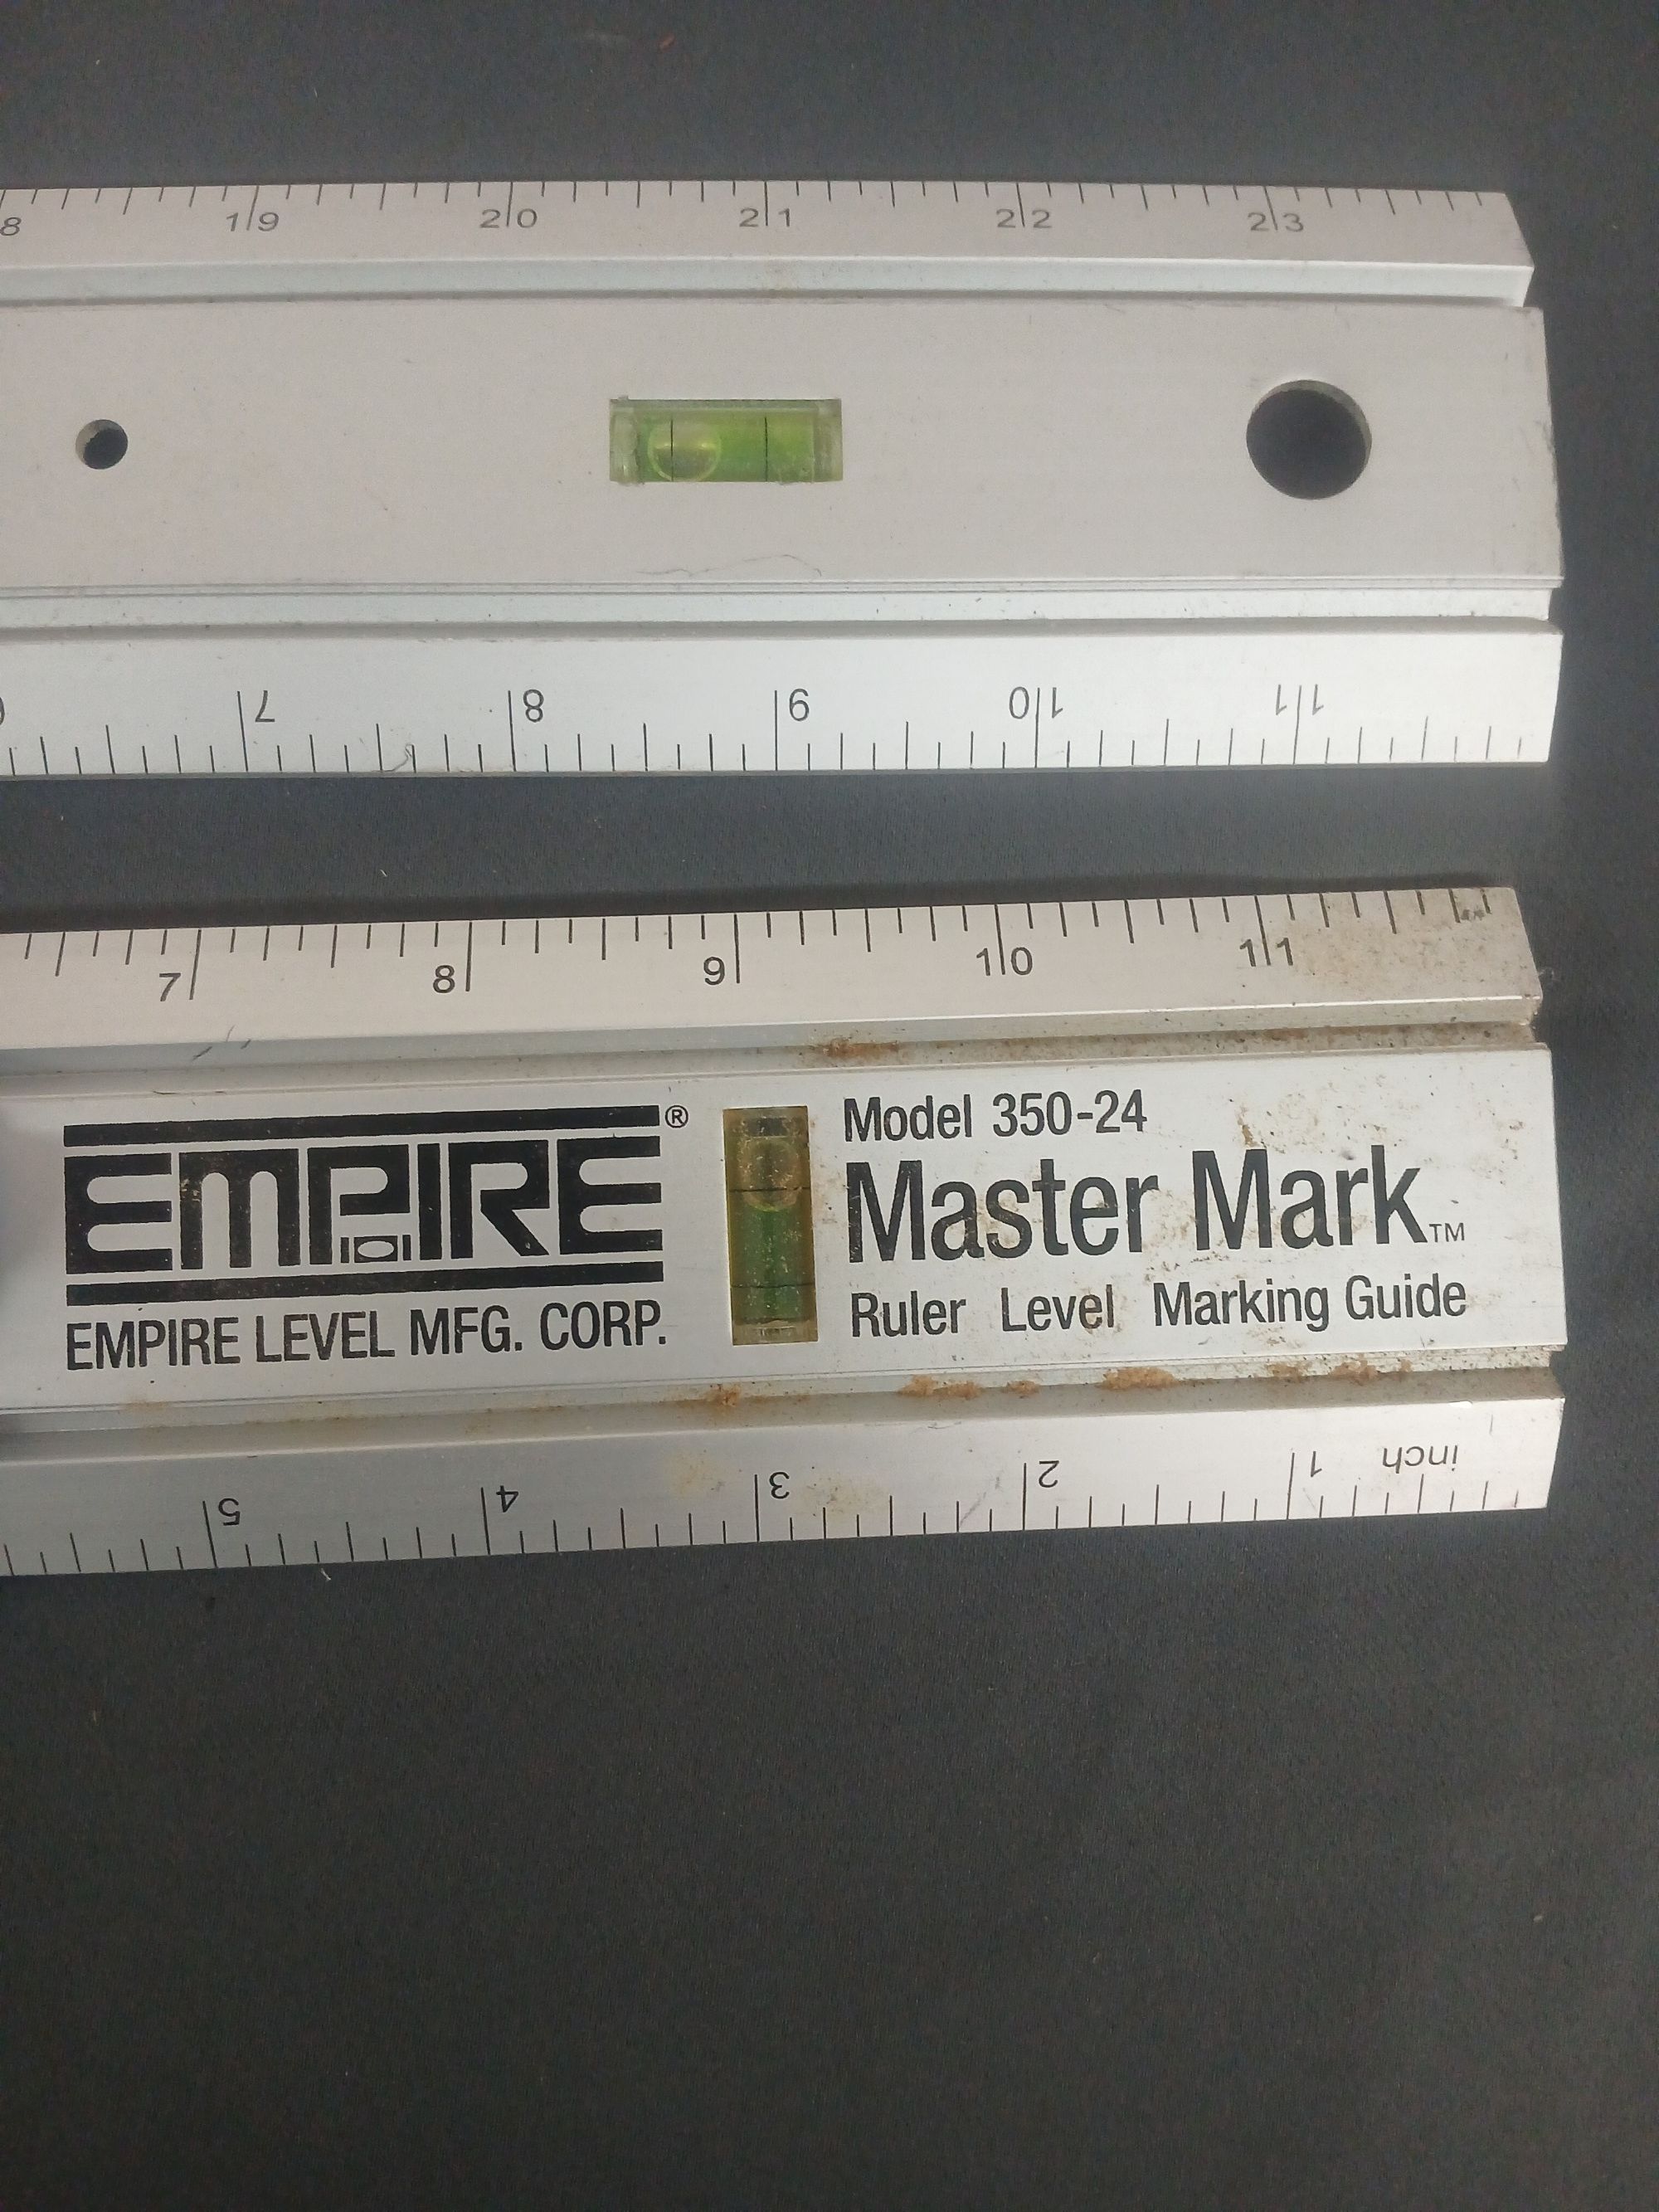 8 19 20 21 22 23
7 8 9 10 11
7 8 9 10 11
EMPIRE®
EMPIRE LEVEL MFG. CORP.
Model 350-24
Master Mark™
Ruler Level Marking Guide
5 4 3 2 1 inch